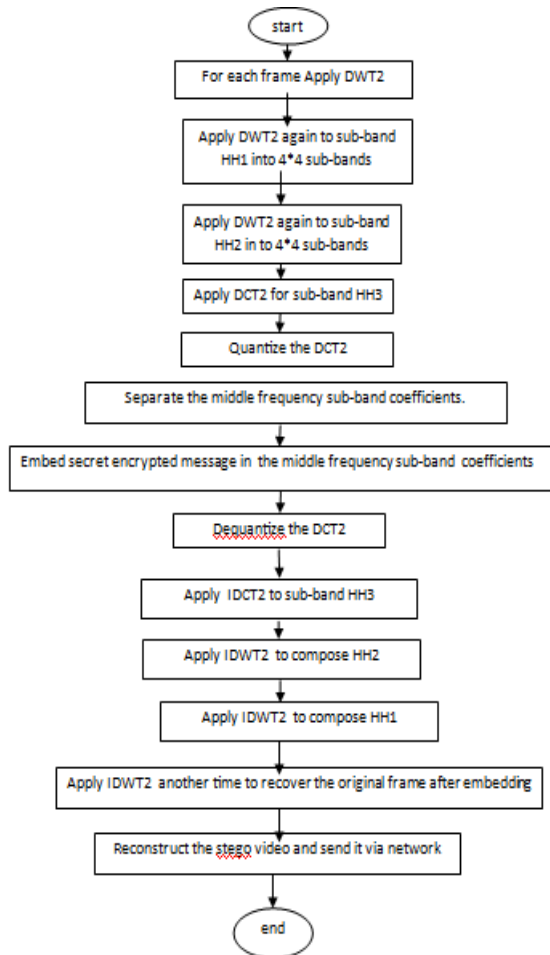 start
For each frame Apply DWT2
Apply DWT2 again to sub-band
HH1 into 4*4 sub-bands
Apply DWT2 again to sub-band
HH2 in to 4*4 sub-bands
Apply DCT2 for sub-band HH3
Quantize the DCT2
Separate the middle frequency sub-band coefficients.
Embed secret encrypted message in the middle frequency sub-band coefficients
Dequantize the DCT2
Apply IDCT2 to sub-band HH3
Apply IDWT2 to compose HH2
Apply IDWT2 to compose HH1
Apply IDWT2 another time to recover the original frame after embedding
Reconstruct the stego video and send it via network
end